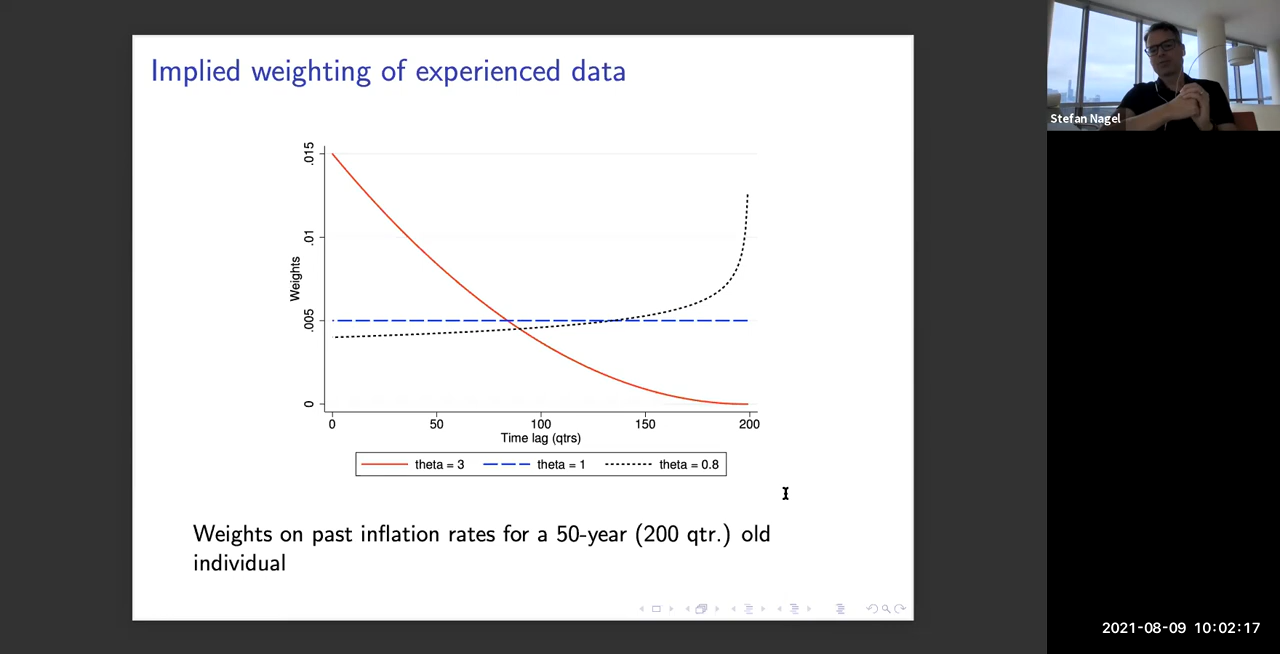 Implied weighting of experienced data
Stefan Nagel
.015
.01
.005
0
Weights
0 50 100 150 200
Time lag (qtrs)
theta = 3 theta = 1 theta = 0.8
Weights on past inflation rates for a 50-year (200 qtr.) old
individual
2021-08-09 10:02:17